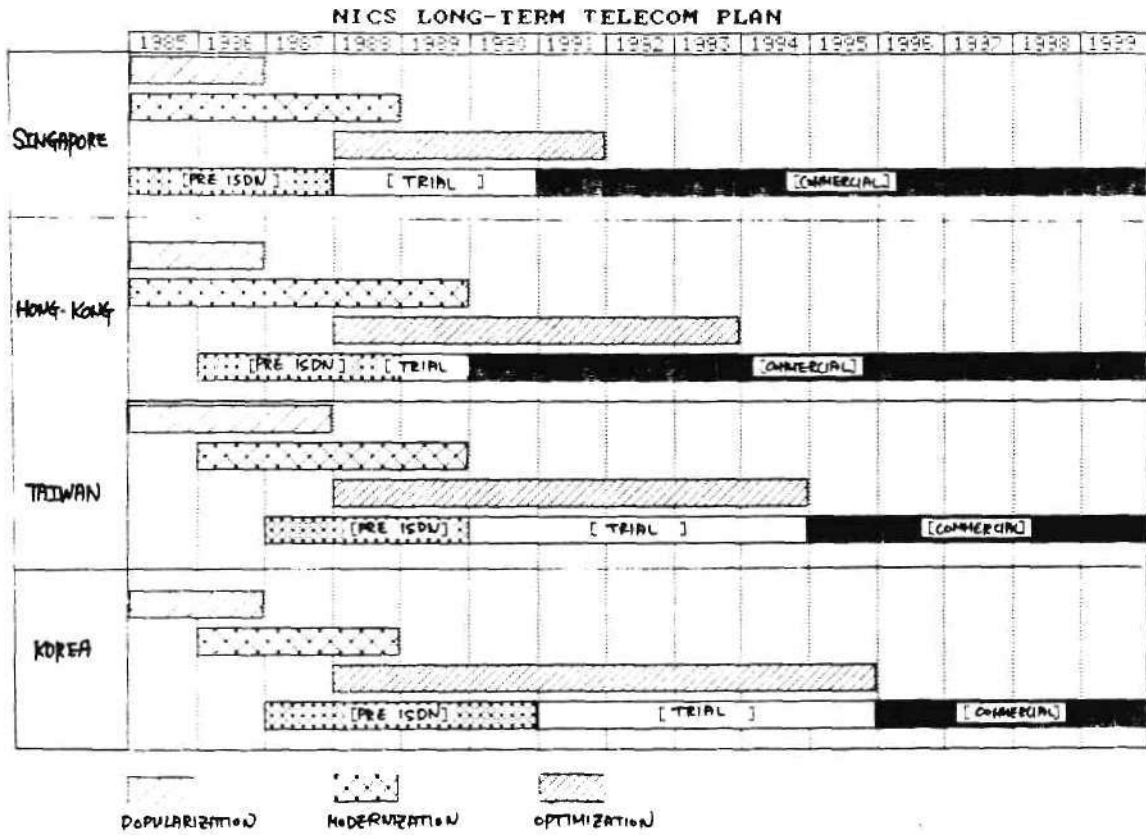 NICS LONG-TERM TELECOM PLAN
1985 1986 1987 1988 1989 1990 1991 1992 1993 1994 1995 1996 1997 1998 1999
SINGAPORE
[PRE ISDN] [ TRIAL ] [COMMERCIAL]
HONG-KONG
[PRE ISDN] [ TRIAL [COMMERCIAL]
TAIWAN
[PRE ISDN] [ TRIAL ] [COMMERCIAL]
KOREA
[PRE ISDN] [ TRIAL ] [COMMERCIAL]
POPULARIZATION MODERNIZATION OPTIMIZATION